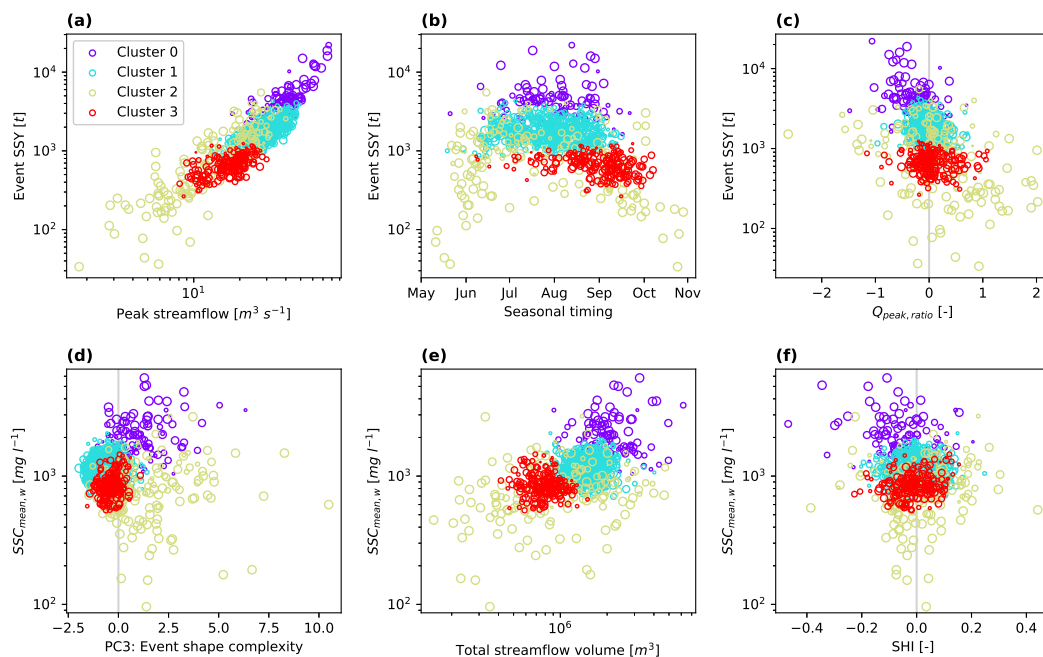 (a)
Cluster 0
Cluster 1
Cluster 2
Cluster 3
Event SSY [t]
10^4
10^3
10^2
10^1
Peak streamflow [m^3 s^−1]
(b)
Event SSY [t]
10^4
10^3
10^2
May Jun Jul Aug Sep Oct Nov
Seasonal timing
(c)
Event SSY [t]
10^4
10^3
10^2
−2 −1 0 1 2
Q_peak,ratio [-]
(d)
SSC_mean,w [mg l^−1]
10^3
10^2
−2.5 0.0 2.5 5.0 7.5 10.0
PC3: Event shape complexity
(e)
SSC_mean,w [mg l^−1]
10^3
10^2
10^6
Total streamflow volume [m^3]
(f)
SSC_mean,w [mg l^−1]
10^3
10^2
−0.4 −0.2 0.0 0.2 0.4
SHI [-]